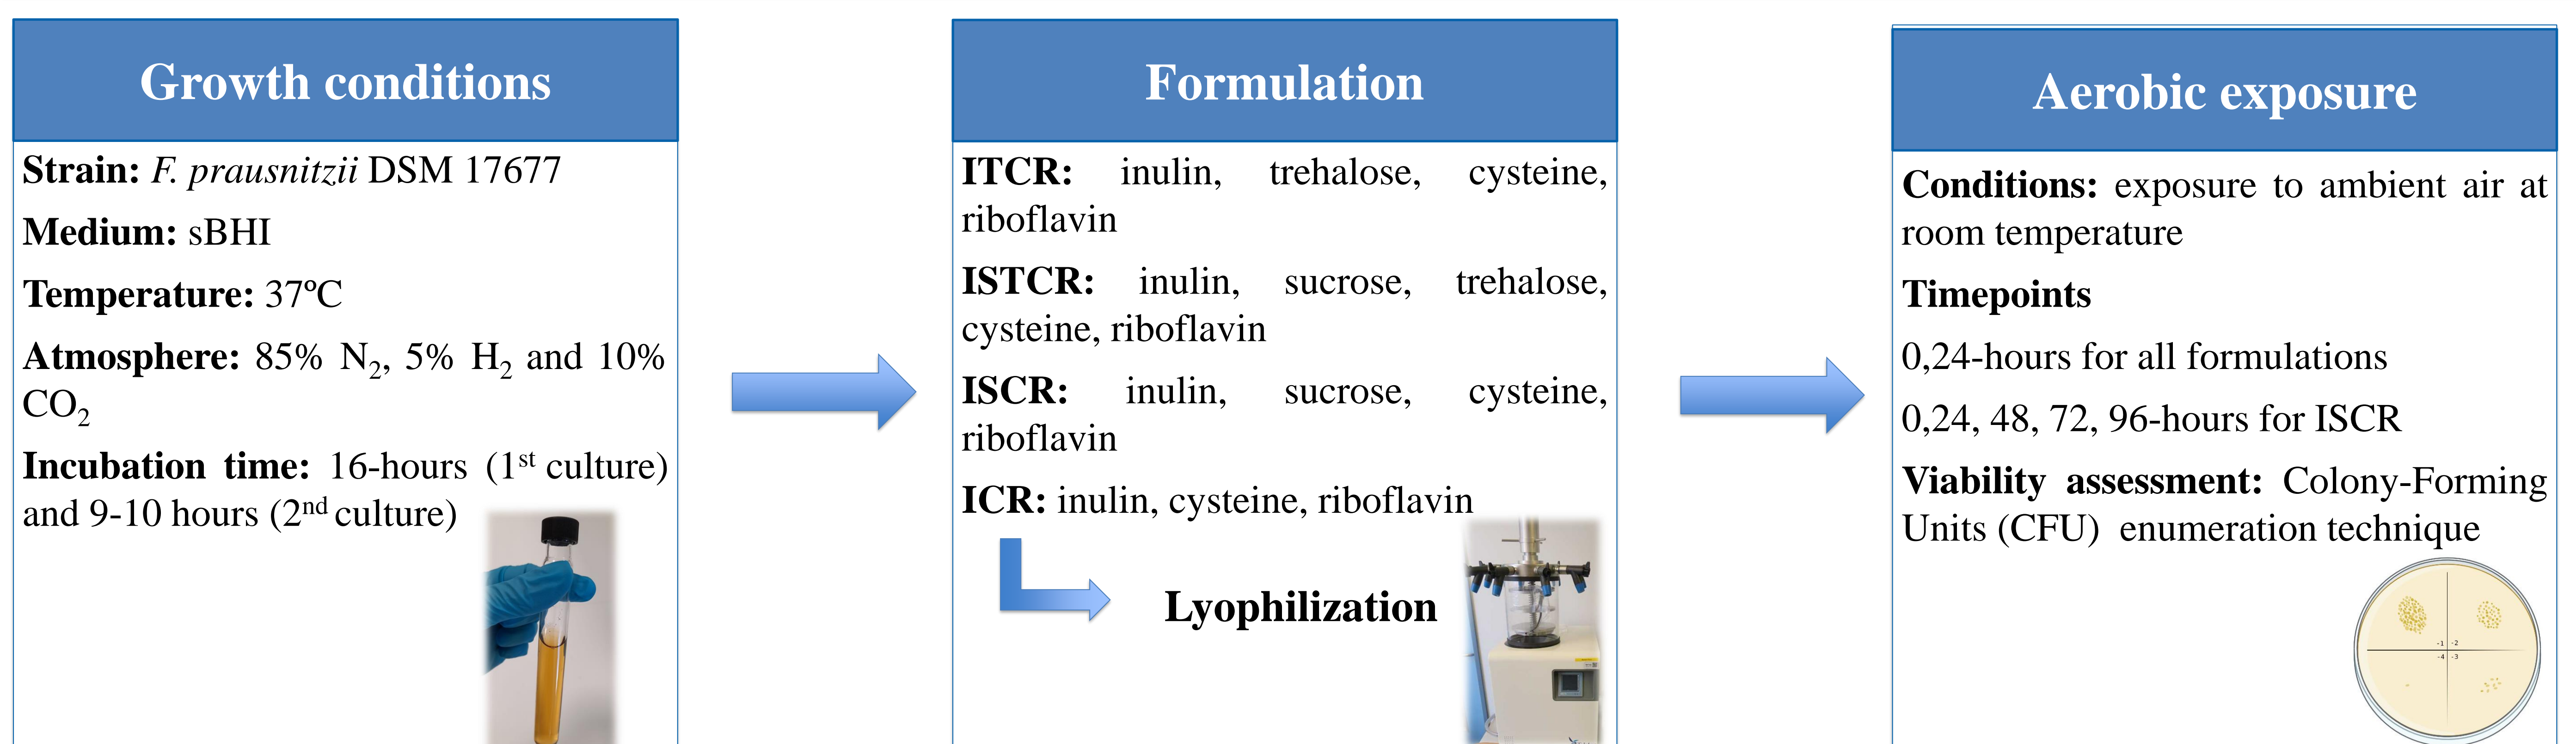 Growth conditions
Strain: F. prausnitzii DSM 17677
Medium: sBHI
Temperature: 37ºC
Atmosphere: 85% N₂, 5% H₂ and 10%
CO₂
Incubation time: 16-hours (1st culture)
and 9-10 hours (2nd culture)
Formulation
ITCR: inulin, trehalose, cysteine,
riboflavin
ISTCR: inulin, sucrose, trehalose,
cysteine, riboflavin
ISCR: inulin, sucrose, cysteine,
riboflavin
ICR: inulin, cysteine, riboflavin
Lyophilization
Aerobic exposure
Conditions: exposure to ambient air at
room temperature
Timepoints
0,24-hours for all formulations
0,24, 48, 72, 96-hours for ISCR
Viability assessment: Colony-Forming
Units (CFU) enumeration technique
-1 -2
-4 -3